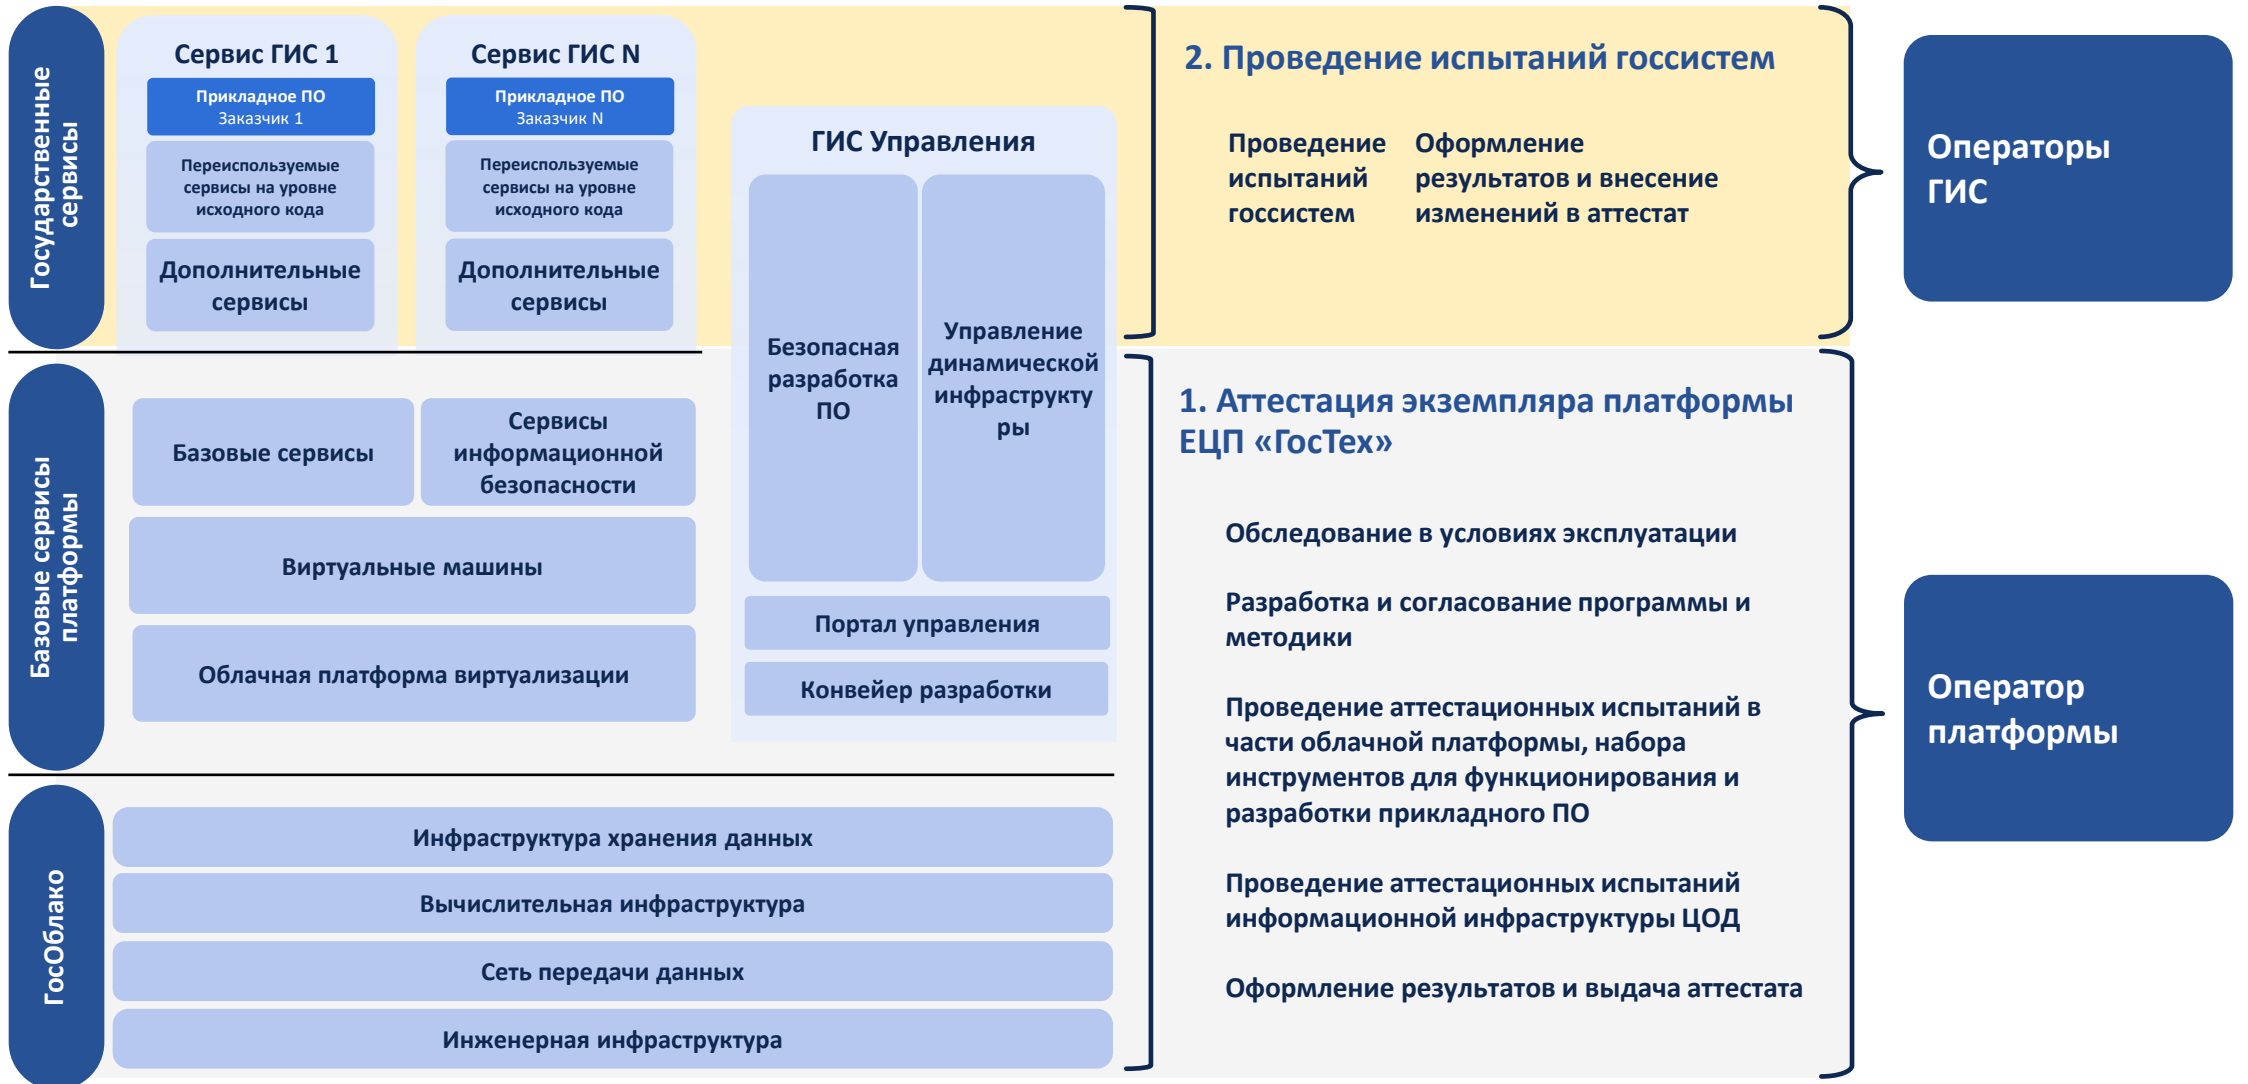 Государственные
сервисы
Сервис ГИС 1
Прикладное ПО
Заказчик 1
Переиспользуемые
сервисы на уровне
исходного кода
Дополнительные
сервисы
Сервис ГИС N
Прикладное ПО
Заказчик N
Переиспользуемые
сервисы на уровне
исходного кода
Дополнительные
сервисы
ГИС Управления
Безопасная
разработка
ПО
Управление
динамической
инфраструкту
ры
Портал управления
Конвейер разработки
2. Проведение испытаний госсистем
Проведение
испытаний
госсистем
Оформление
результатов и внесение
изменений в аттестат
Операторы
ГИС
Базовые сервисы
платформы
Базовые сервисы
Сервисы
информационной
безопасности
Виртуальные машины
Облачная платформа виртуализации
1. Аттестация экземпляра платформы
ЕЦП «ГосТех»
Обследование в условиях эксплуатации
Разработка и согласование программы и
методики
Проведение аттестационных испытаний в
части облачной платформы, набора
инструментов для функционирования и
разработки прикладного ПО
Проведение аттестационных испытаний
информационной инфраструктуры ЦОД
Оформление результатов и выдача аттестата
Оператор
платформы
ГосОблако
Инфраструктура хранения данных
Вычислительная инфраструктура
Сеть передачи данных
Инженерная инфраструктура